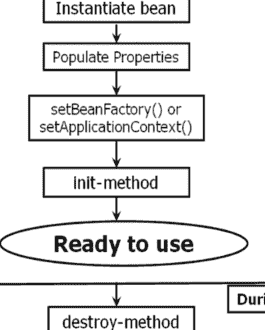 Instantiate bean
Populate Properties
setBeanFactory() or
setApplicationContext()
init-method
Ready to use
destroy-method